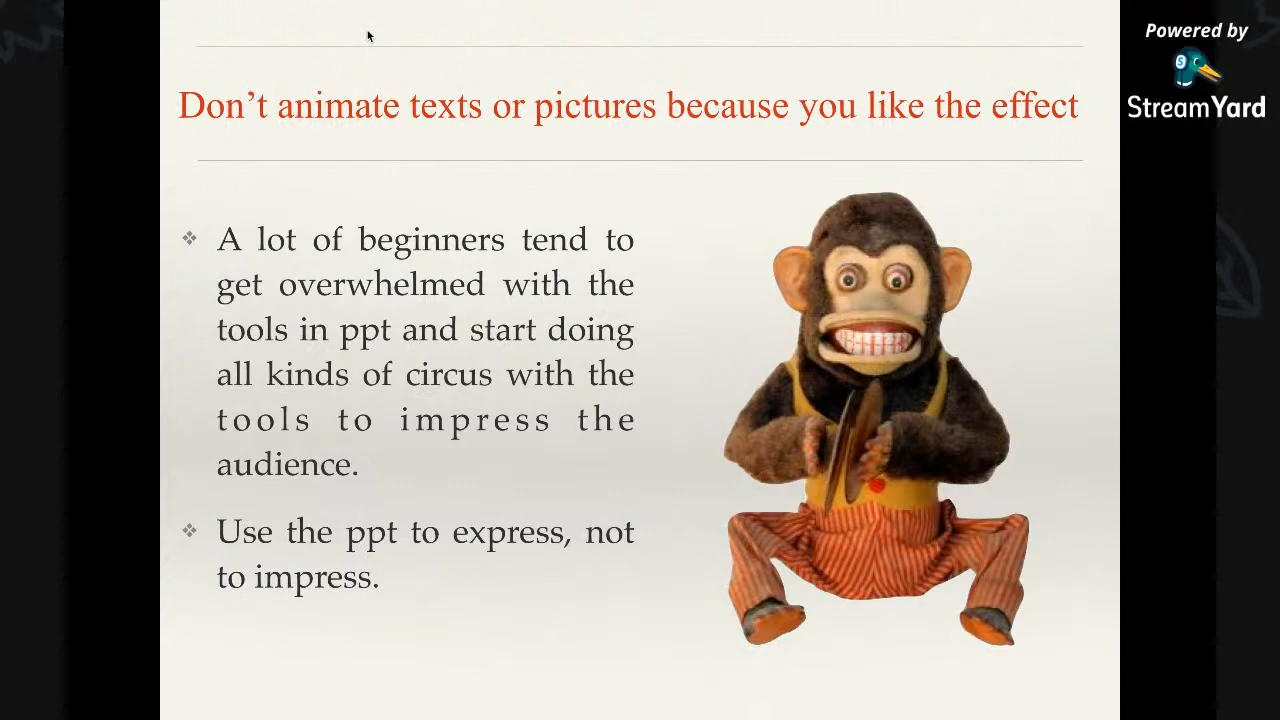 Powered by
StreamYard
Don't animate texts or pictures because you like the effect
❖ A lot of beginners tend to
get overwhelmed with the
tools in ppt and start doing
all kinds of circus with the
tools to impress the
audience.
❖ Use the ppt to express, not
to impress.